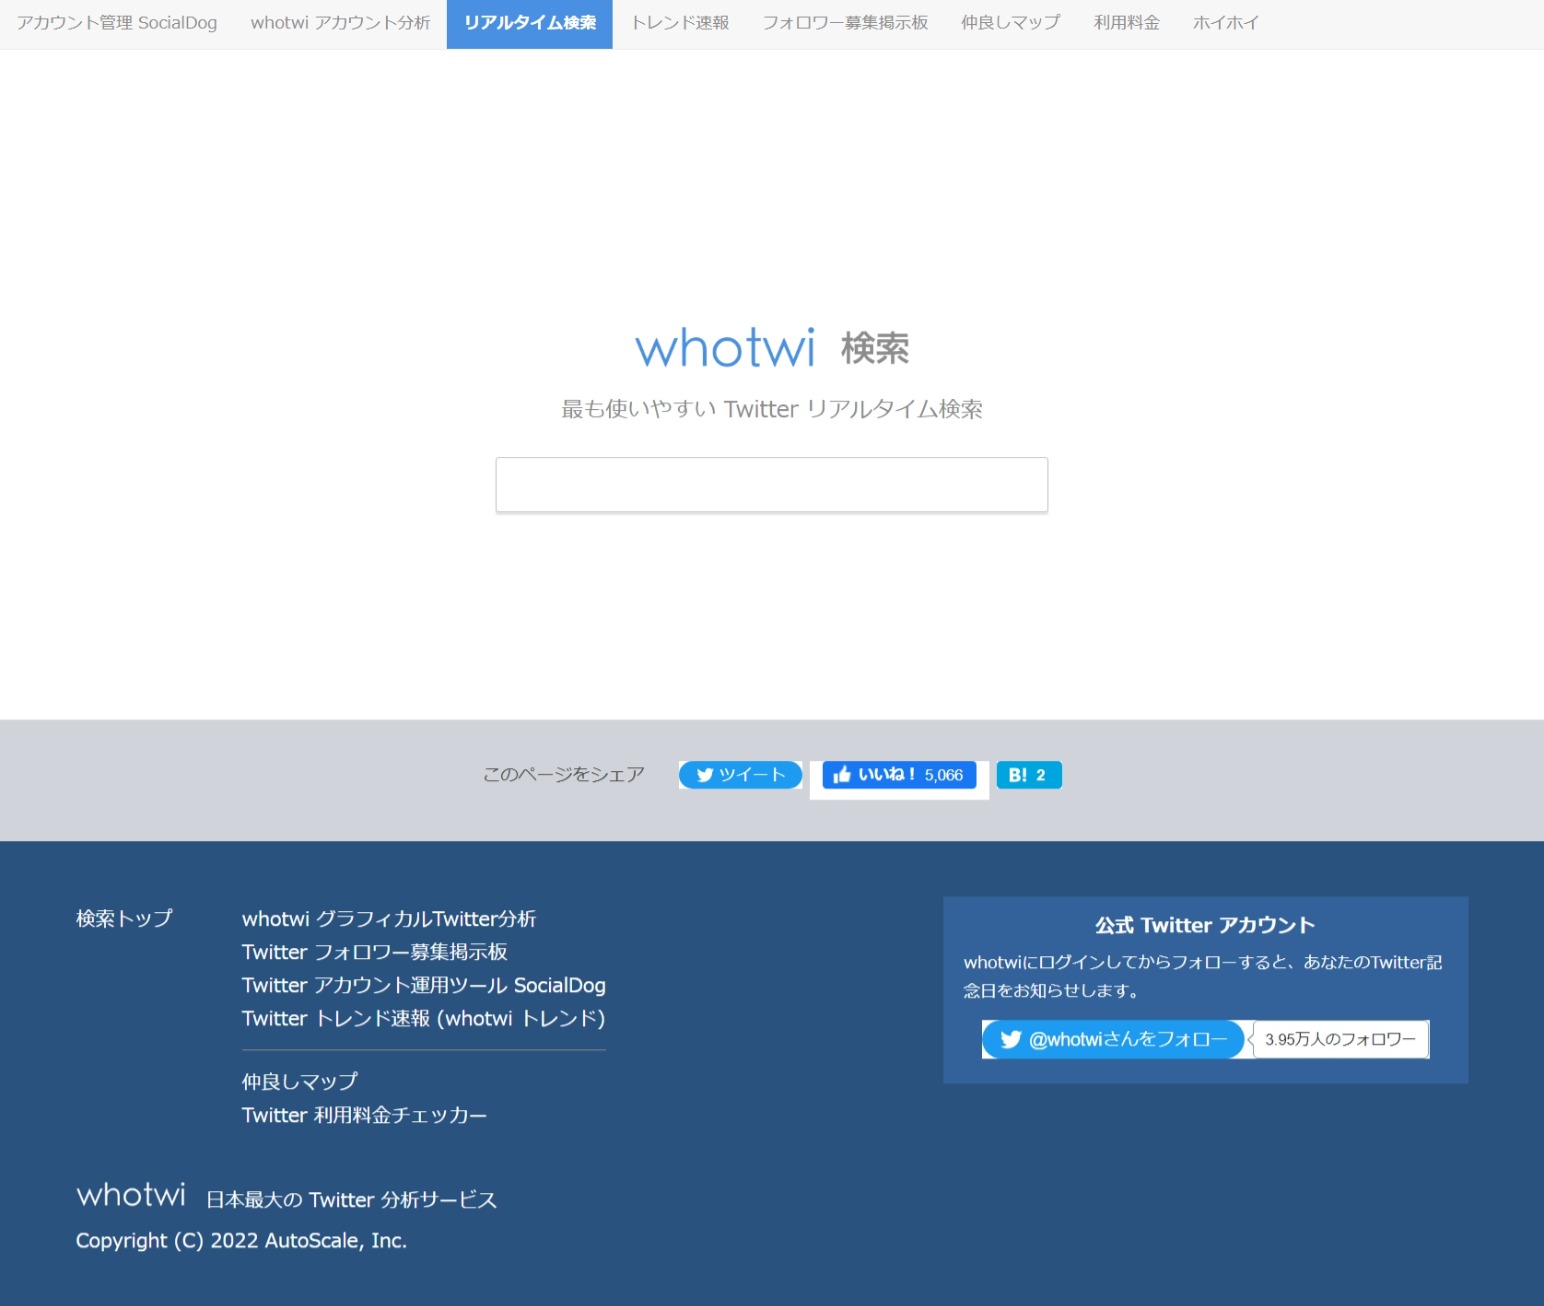 アカウント管理 SocialDog
whotwi アカウント分析
リアルタイム検索
トレンド速報
フォロワー募集掲示板
仲良しマップ
利用料金
ホイホイ
whotwi 検索
最も使いやすい Twitter リアルタイム検索
このページをシェア
ツイート
いいね！ 5,066
B! 2
検索トップ
whotwi グラフィカルTwitter分析
Twitter フォロワー募集掲示板
Twitter アカウント運用ツール SocialDog
Twitter トレンド速報 (whotwi トレンド)
仲良しマップ
Twitter 利用料金チェッカー
公式 Twitter アカウント
whotwiにログインしてからフォローすると、あなたのTwitter記
念日をお知らせします。
@whotwiさんをフォロー
3.95万人のフォロワー
whotwi 日本最大の Twitter 分析サービス
Copyright (C) 2022 AutoScale, Inc.